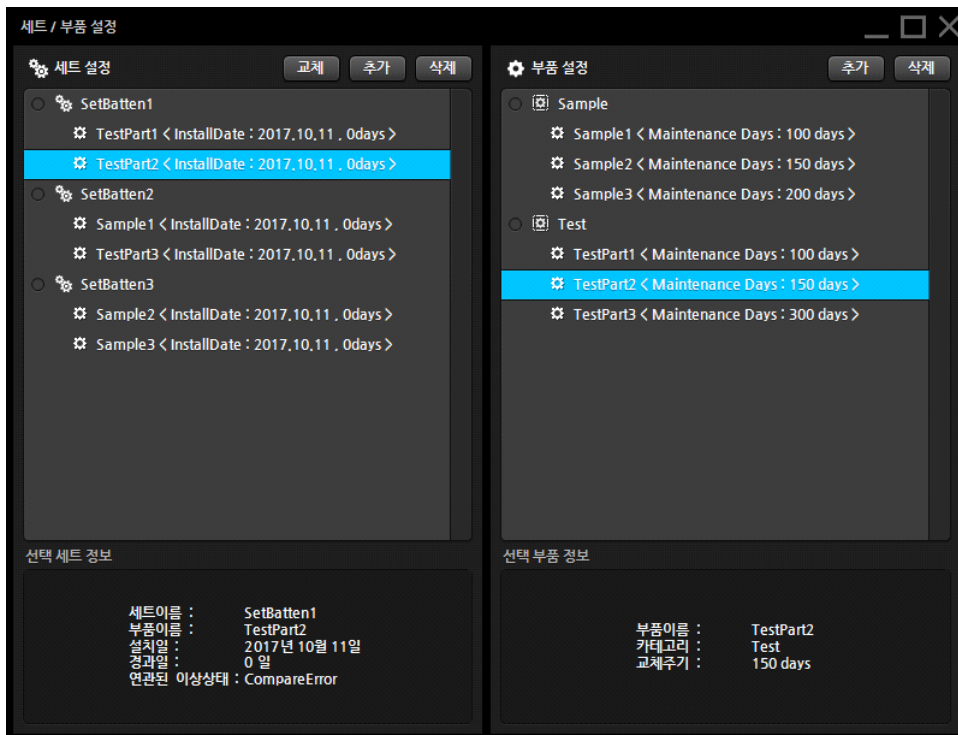 세트 / 부품 설정
세트 설정 교체 추가 삭제
SetBatten1
TestPart1 < InstallDate : 2017.10.11 . 0days >
TestPart2 < InstallDate : 2017.10.11 . 0days >
SetBatten2
Sample1 < InstallDate : 2017.10.11 . 0days >
TestPart3 < InstallDate : 2017.10.11 . 0days >
SetBatten3
Sample2 < InstallDate : 2017.10.11 . 0days >
Sample3 < InstallDate : 2017.10.11 . 0days >
선택 세트 정보
세트이름 : SetBatten1
부품이름 : TestPart2
설치일 : 2017년 10월 11일
경과일 : 0 일
연관된 이상상태 : CompareError
부품 설정 추가 삭제
Sample
Sample1 < Maintenance Days : 100 days >
Sample2 < Maintenance Days : 150 days >
Sample3 < Maintenance Days : 200 days >
Test
TestPart1 < Maintenance Days : 100 days >
TestPart2 < Maintenance Days : 150 days >
TestPart3 < Maintenance Days : 300 days >
선택 부품 정보
부품이름 : TestPart2
카테고리 : Test
교체주기 : 150 days